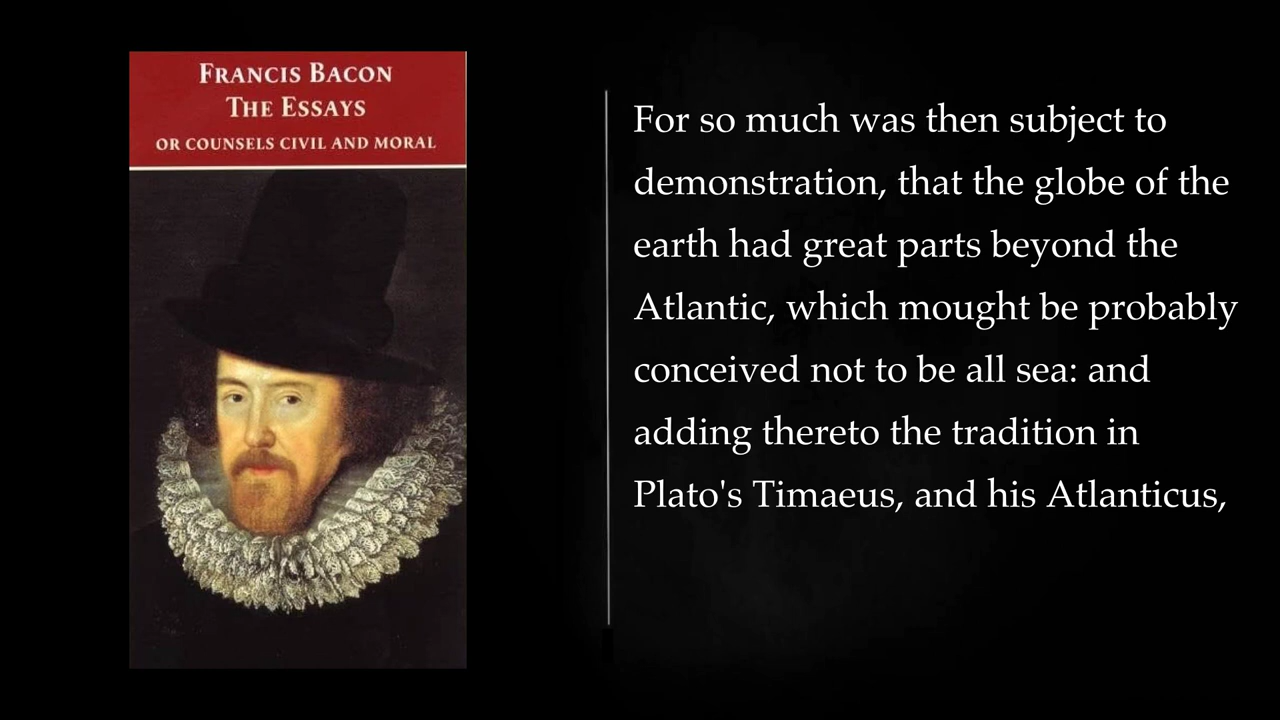 FRANCIS BACON
THE ESSAYS
OR COUNSELS CIVIL AND MORAL
For so much was then subject to
demonstration, that the globe of the
earth had great parts beyond the
Atlantic, which mought be probably
conceived not to be all sea: and
adding thereto the tradition in
Plato's Timaeus, and his Atlanticus,